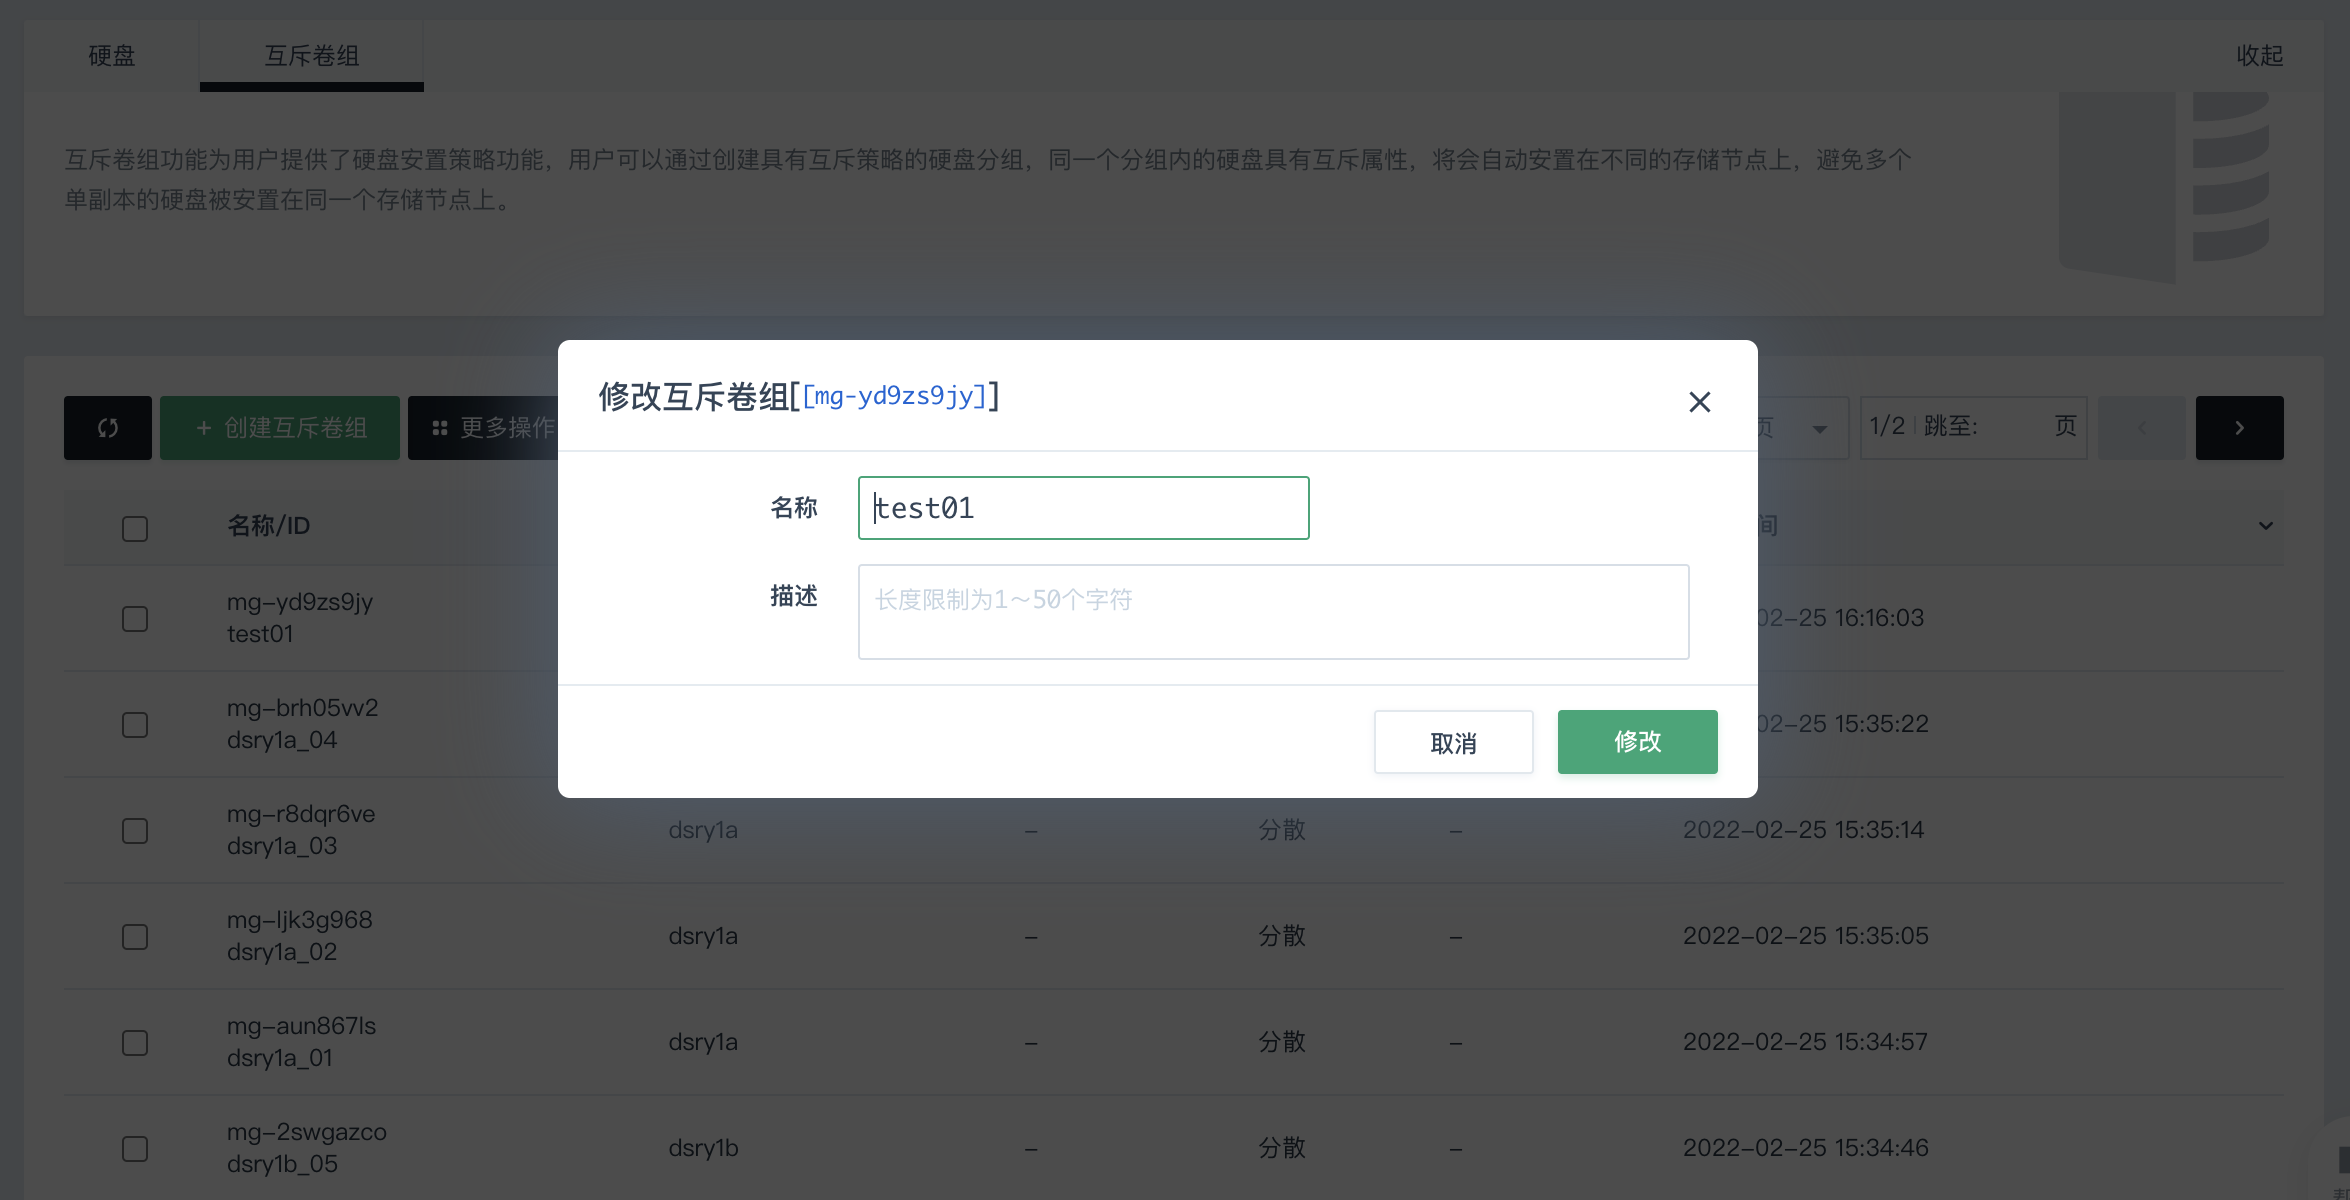 硬盘
互斥卷组
收起
互斥卷组功能为用户提供了硬盘安置策略功能，用户可以通过创建具有互斥策略的硬盘分组，同一个分组内的硬盘具有互斥属性，将会自动安置在不同的存储节点上，避免多个
单副本的硬盘被安置在同一个存储节点上。
+ 创建互斥卷组
更多操作
页
1/2
跳至:
页
修改互斥卷组[[mg-yd9zs9jy]]
名称
test01
描述
长度限制为1～50个字符
取消
修改
名称/ID
间
mg-yd9zs9jy
test01
02-25 16:16:03
mg-brh05vv2
dsry1a_04
02-25 15:35:22
mg-r8dqr6ve
dsry1a_03
dsry1a
–
分散
–
2022-02-25 15:35:14
mg-ljk3g968
dsry1a_02
dsry1a
–
分散
–
2022-02-25 15:35:05
mg-aun867ls
dsry1a_01
dsry1a
–
分散
–
2022-02-25 15:34:57
mg-2swgazco
dsry1b_05
dsry1b
–
分散
–
2022-02-25 15:34:46